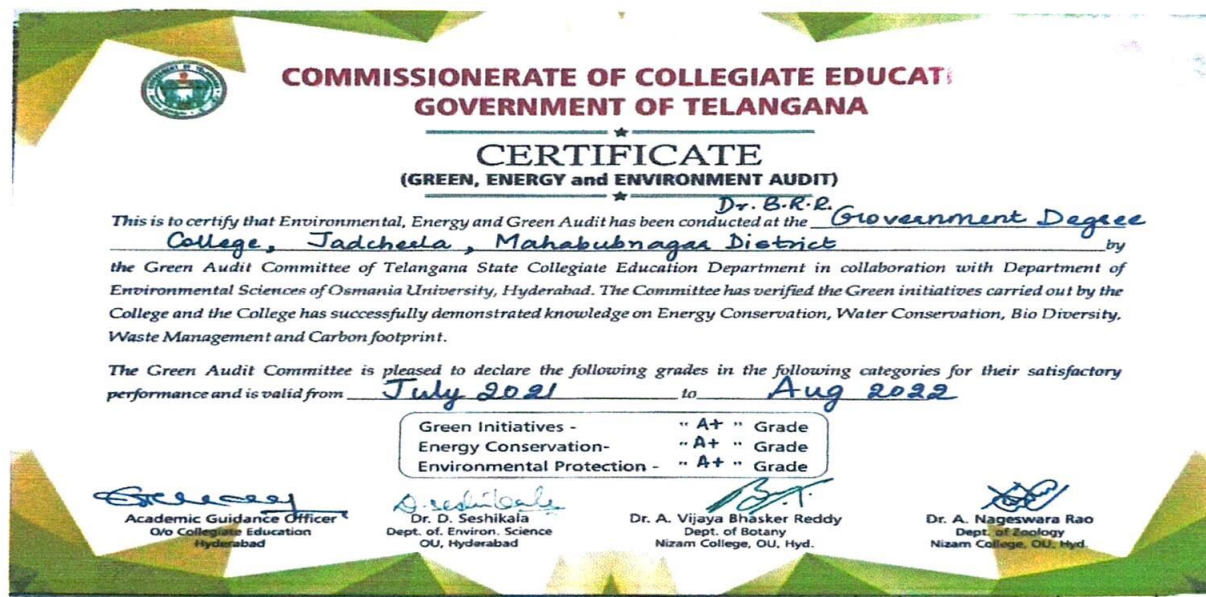 COMMISSIONERATE OF COLLEGIATE EDUCATI
GOVERNMENT OF TELANGANA
CERTIFICATE
(GREEN, ENERGY and ENVIRONMENT AUDIT)
Dr. B.R.R.
This is to certify that Environmental, Energy and Green Audit has been conducted at the Government Degree
College, Jadcherla, Mahabubnagar District by
the Green Audit Committee of Telangana State Collegiate Education Department in collaboration with Department of
Environmental Sciences of Osmania University, Hyderabad. The Committee has verified the Green initiatives carried out by the
College and the College has successfully demonstrated knowledge on Energy Conservation, Water Conservation, Bio Diversity,
Waste Management and Carbon footprint.
The Green Audit Committee is pleased to declare the following grades in the following categories for their satisfactory
performance and is valid from July 2021 to Aug 2022
Green Initiatives - " A+ " Grade
Energy Conservation- " A+ " Grade
Environmental Protection - " A+ " Grade
D. Seshikala
Academic Guidance Officer Dr. D. Seshikala Dr. A. Vijaya Bhasker Reddy Dr. A. Nageswara Rao
O/o Collegiate Education Dept. of. Environ. Science Dept. of Botany Dept. of Zoology
Hyderabad OU, Hyderabad Nizam College, OU, Hyd. Nizam College, OU, Hyd.